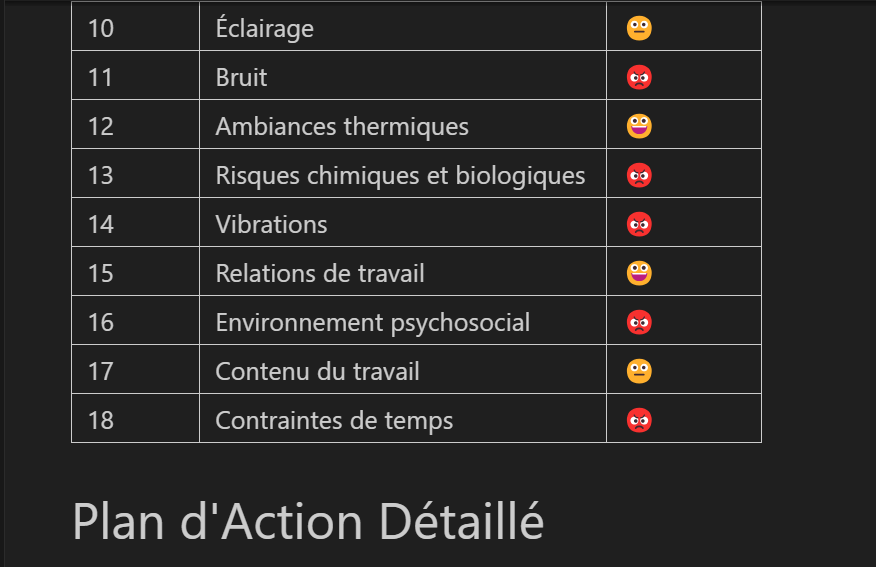 10 Éclairage 😐
11 Bruit 😡
12 Ambiances thermiques 😀
13 Risques chimiques et biologiques 😡
14 Vibrations 😡
15 Relations de travail 😀
16 Environnement psychosocial 😡
17 Contenu du travail 😐
18 Contraintes de temps 😡
Plan d'Action Détaillé